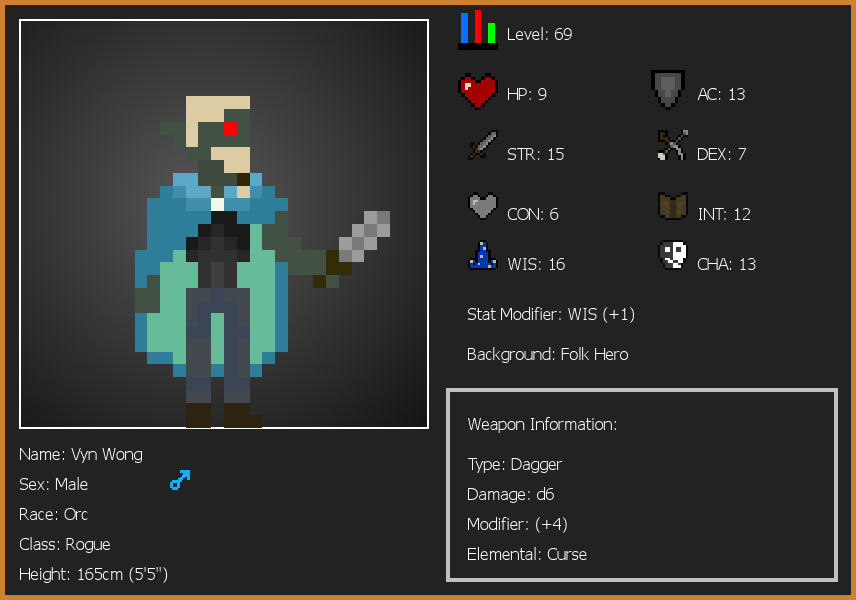 Level: 69
HP: 9
AC: 13
STR: 15
DEX: 7
CON: 6
INT: 12
WIS: 16
CHA: 13
Stat Modifier: WIS (+1)
Background: Folk Hero
Weapon Information:
Type: Dagger
Damage: d6
Modifier: (+4)
Elemental: Curse
Name: Vyn Wong
Sex: Male
Race: Orc
Class: Rogue
Height: 165cm (5'5")